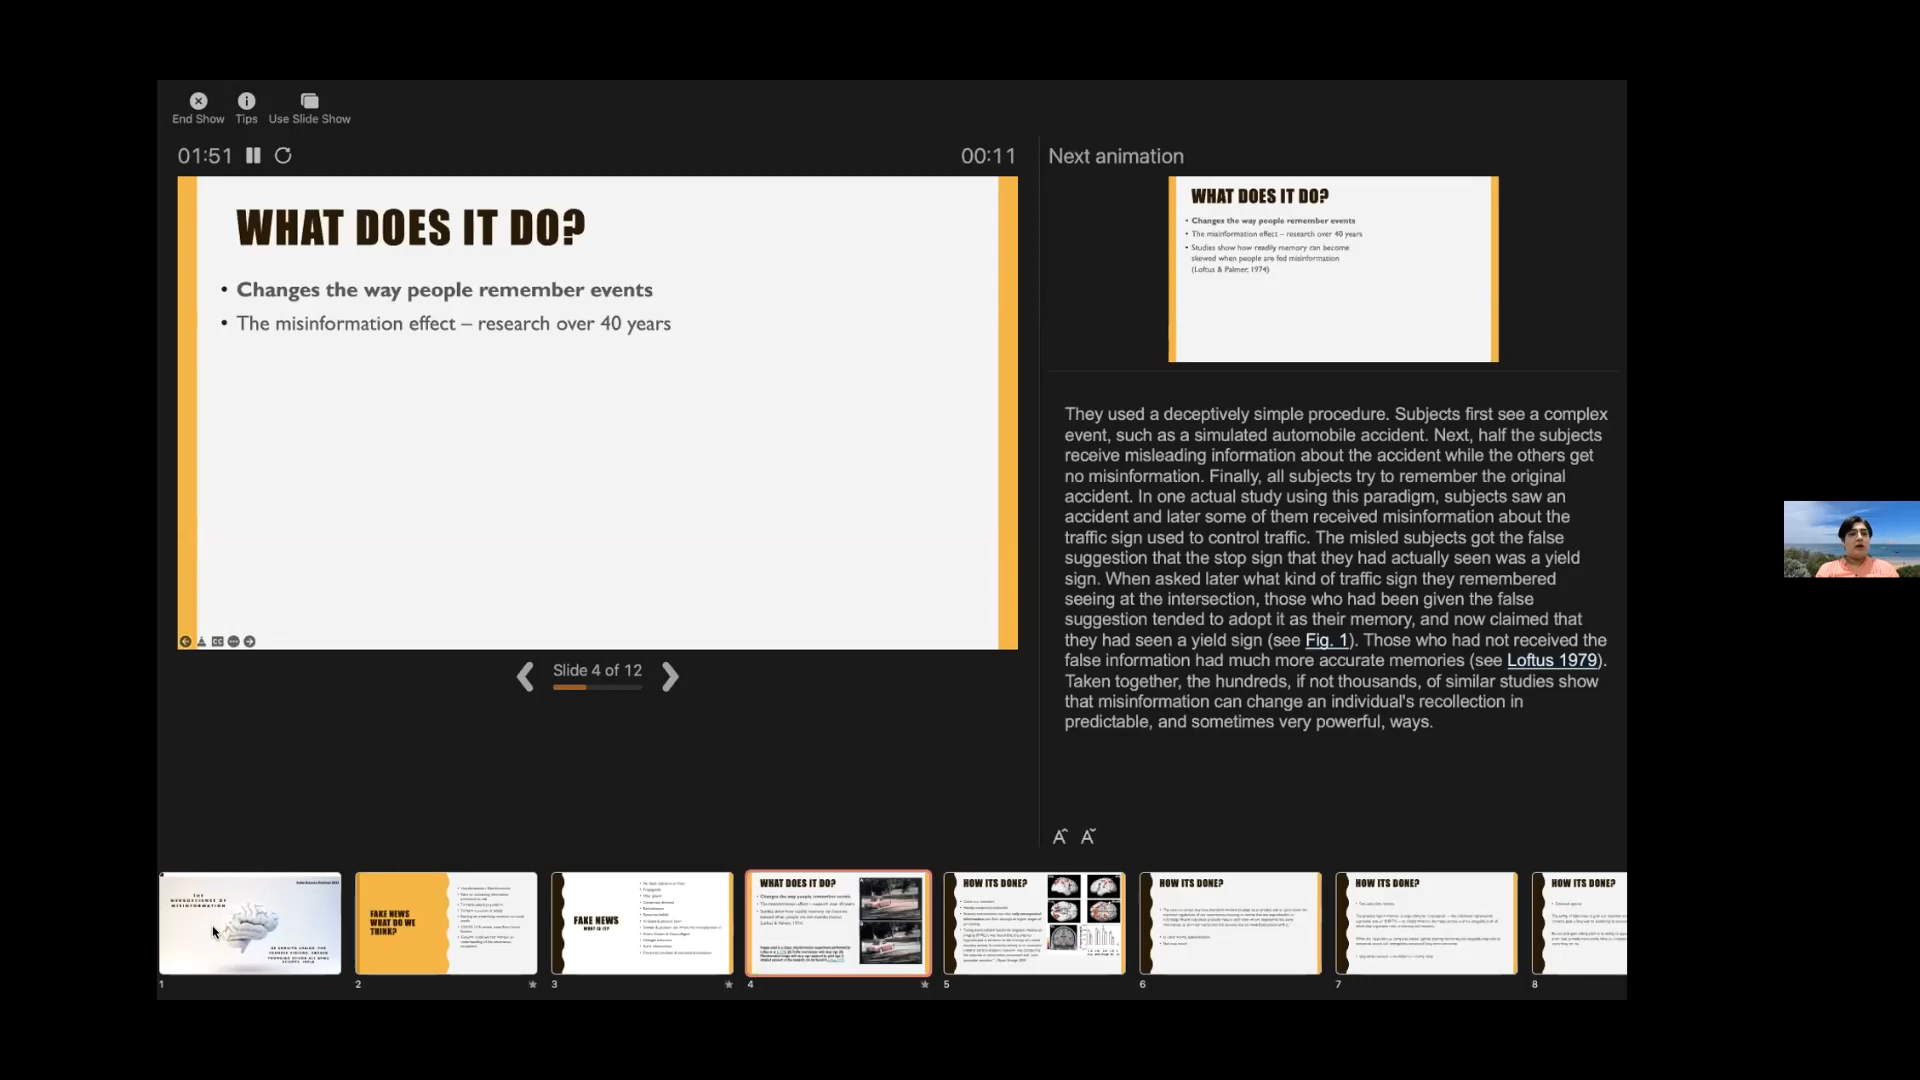 End Show Tips Use Slide Show
01:51
00:11
Next animation
WHAT DOES IT DO?
• Changes the way people remember events
• The misinformation effect – research over 40 years
WHAT DOES IT DO?
• Changes the way people remember events
• The misinformation effect – research over 40 years
• Studies show how readily memory can become
skewed when people are fed misinformation
(Loftus & Palmer, 1974)
They used a deceptively simple procedure. Subjects first see a complex
event, such as a simulated automobile accident. Next, half the subjects
receive misleading information about the accident while the others get
no misinformation. Finally, all subjects try to remember the original
accident. In one actual study using this paradigm, subjects saw an
accident and later some of them received misinformation about the
traffic sign used to control traffic. The misled subjects got the false
suggestion that the stop sign that they had actually seen was a yield
sign. When asked later what kind of traffic sign they remembered
seeing at the intersection, those who had been given the false
suggestion tended to adopt it as their memory, and now claimed that
they had seen a yield sign (see Fig. 1). Those who had not received the
false information had much more accurate memories (see Loftus 1979).
Taken together, the hundreds, if not thousands, of similar studies show
that misinformation can change an individual's recollection in
predictable, and sometimes very powerful, ways.
Slide 4 of 12
THE
NEUROSCIENCE OF
MISINFORMATION
FAKE NEWS
WHAT DO WE
THINK?
FAKE NEWS
WHAT IS IT?
WHAT DOES IT DO?
HOW ITS DONE?
HOW ITS DONE?
HOW ITS DONE?
HOW ITS DONE?
1
2
3
4
5
6
7
8